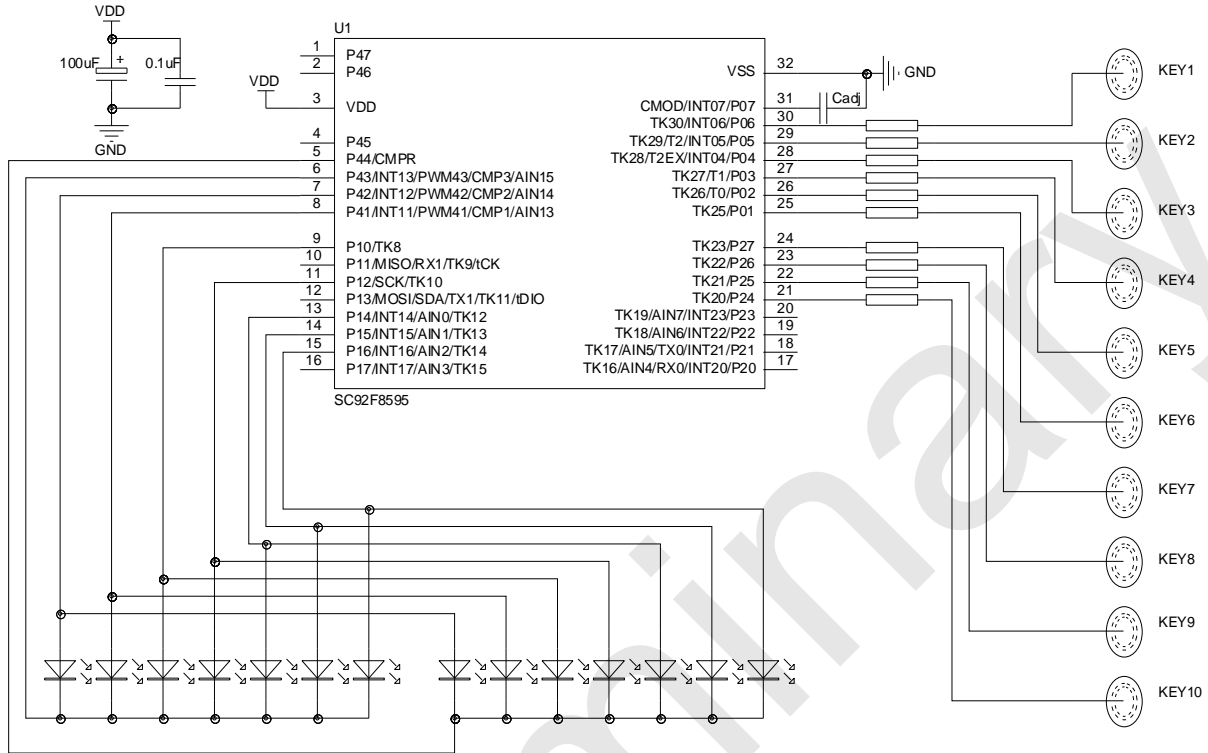 VDD
100uF
+
0.1uF
GND
VDD
U1
1 P47
2 P46
3 VDD
4 P45
5 P44/CMPR
6 P43/INT13/PWM43/CMP3/AIN15
7 P42/INT12/PWM42/CMP2/AIN14
8 P41/INT11/PWM41/CMP1/AIN13
9 P10/TK8
10 P11/MISO/RX1/TK9/tCK
11 P12/SCK/TK10
12 P13/MOSI/SDA/TX1/TK11/tDIO
13 P14/INT14/AIN0/TK12
14 P15/INT15/AIN1/TK13
15 P16/INT16/AIN2/TK14
16 P17/INT17/AIN3/TK15
VSS 32
CMOD/INT07/P07 31
TK30/INT06/P06 30
TK29/T2/INT05/P05 29
TK28/T2EX/INT04/P04 28
TK27/T1/P03 27
TK26/T0/P02 26
TK25/P01 25
TK23/P27 24
TK22/P26 23
TK21/P25 22
TK20/P24 21
TK19/AIN7/INT23/P23 20
TK18/AIN6/INT22/P22 19
TK17/AIN5/TX0/INT21/P21 18
TK16/AIN4/RX0/INT20/P20 17
SC92F8595
GND
Cadj
KEY1
KEY2
KEY3
KEY4
KEY5
KEY6
KEY7
KEY8
KEY9
KEY10
minary